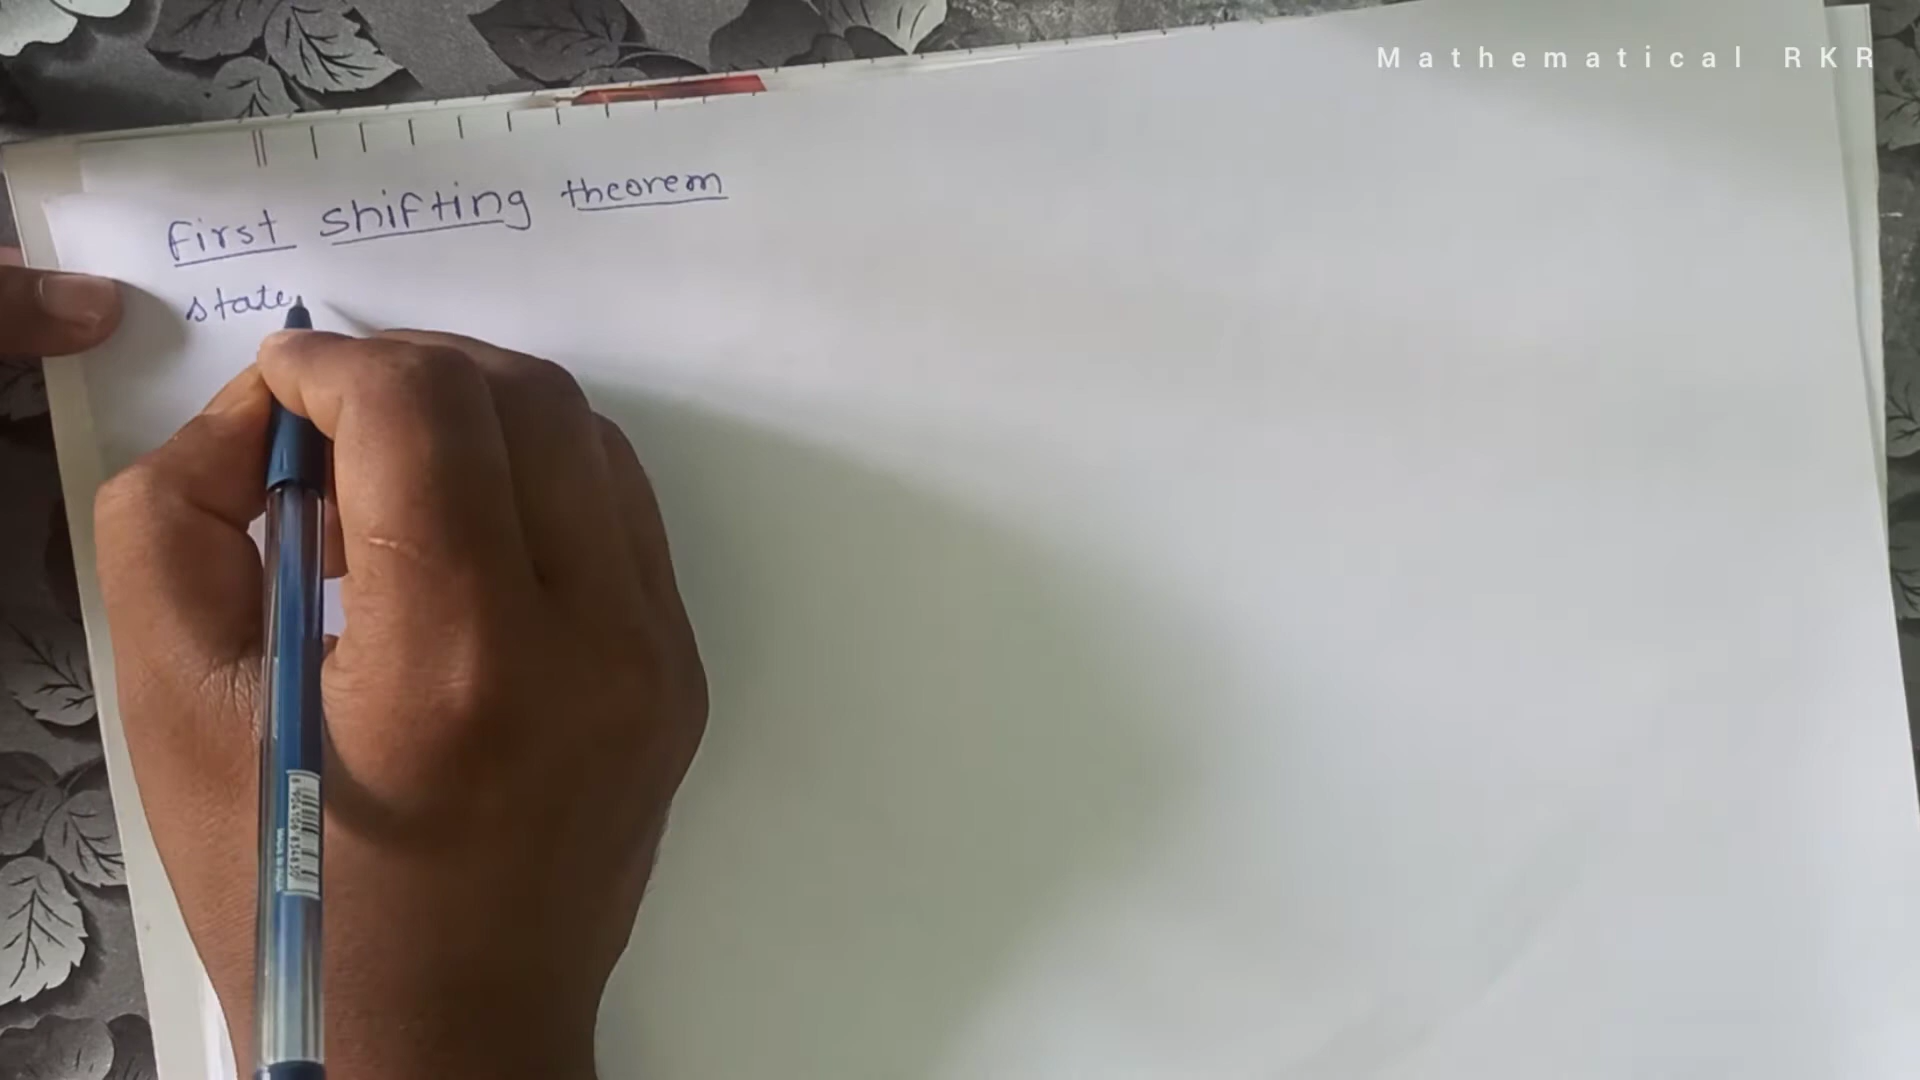 Mathematical RKR
First shifting theorem
state